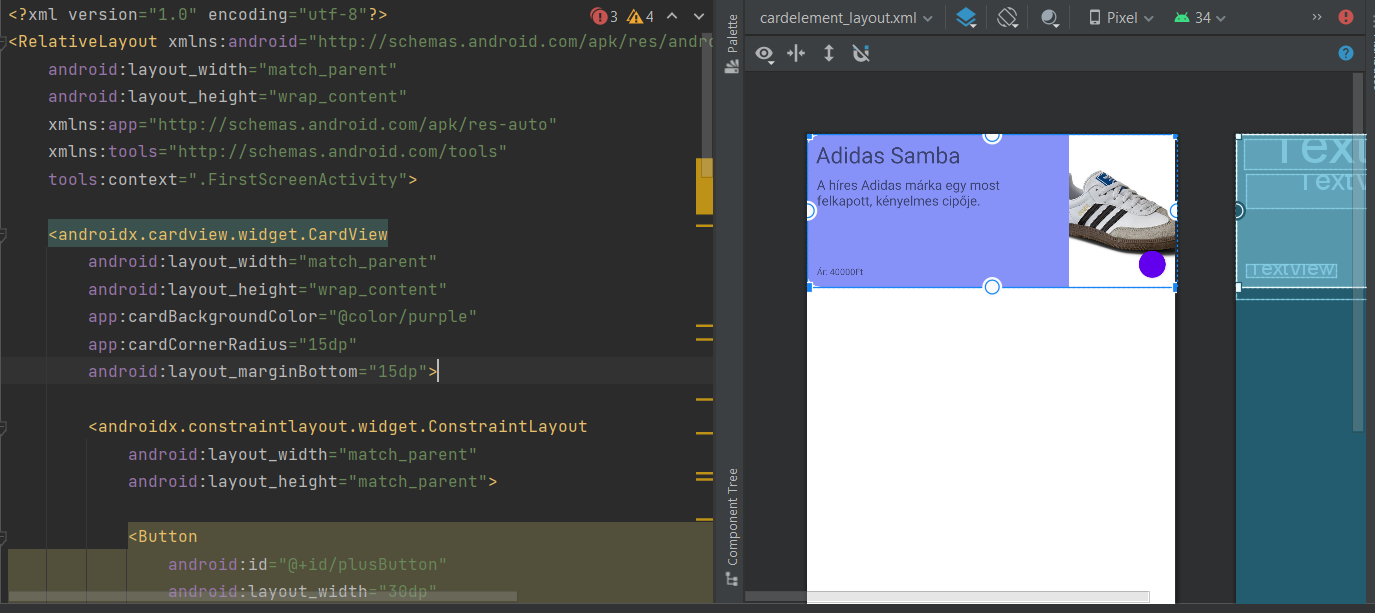 <?xml version="1.0" encoding="utf-8"?>
3 4
<RelativeLayout xmlns:android="http://schemas.android.com/apk/res/andro
android:layout_width="match_parent"
android:layout_height="wrap_content"
xmlns:app="http://schemas.android.com/apk/res-auto"
xmlns:tools="http://schemas.android.com/tools"
tools:context=".FirstScreenActivity">
<androidx.cardview.widget.CardView
android:layout_width="match_parent"
android:layout_height="wrap_content"
app:cardBackgroundColor="@color/purple"
app:cardCornerRadius="15dp"
android:layout_marginBottom="15dp">
<androidx.constraintlayout.widget.ConstraintLayout
android:layout_width="match_parent"
android:layout_height="match_parent">
<Button
android:id="@+id/plusButton"
android:layout_width="30dp"
Palette
Component Tree
cardelement_layout.xml
Pixel
34
Adidas Samba
A híres Adidas márka egy most
felkapott, kényelmes cipője.
Ár: 40000Ft
Text
TextV
TextView